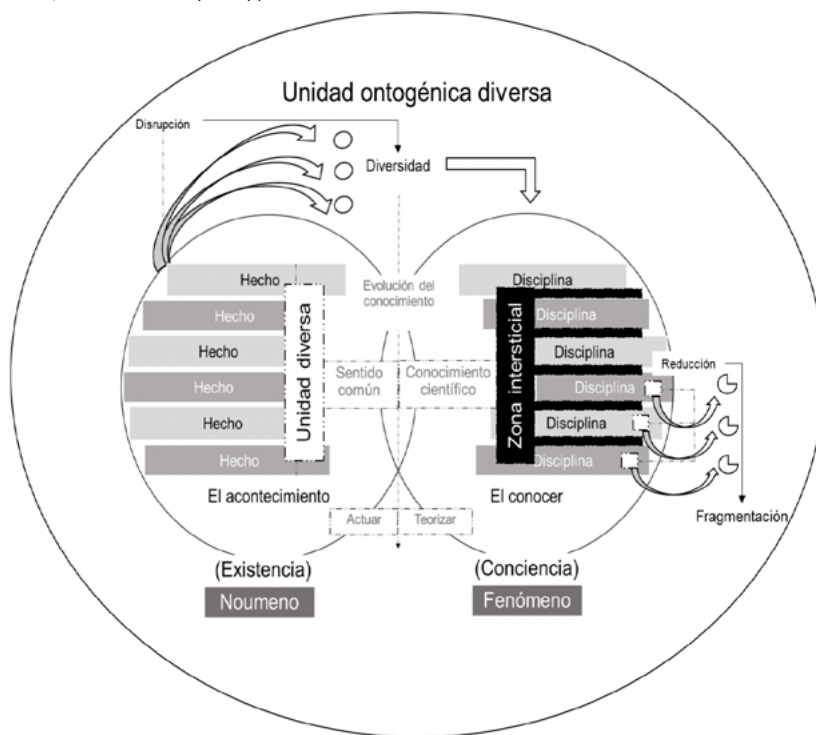 Unidad ontogénica diversa
Disrupción
Diversidad
Evolución del
conocimiento
Hecho
Hecho
Hecho
Hecho
Hecho
Hecho
Unidad diversa
Sentido
común
Conocimiento
científico
Zona intersticial
Disciplina
Disciplina
Disciplina
Disciplina
Disciplina
Disciplina
Reducción
Fragmentación
El acontecimiento
El conocer
Actuar
Teorizar
(Existencia)
(Conciencia)
Noumeno
Fenómeno